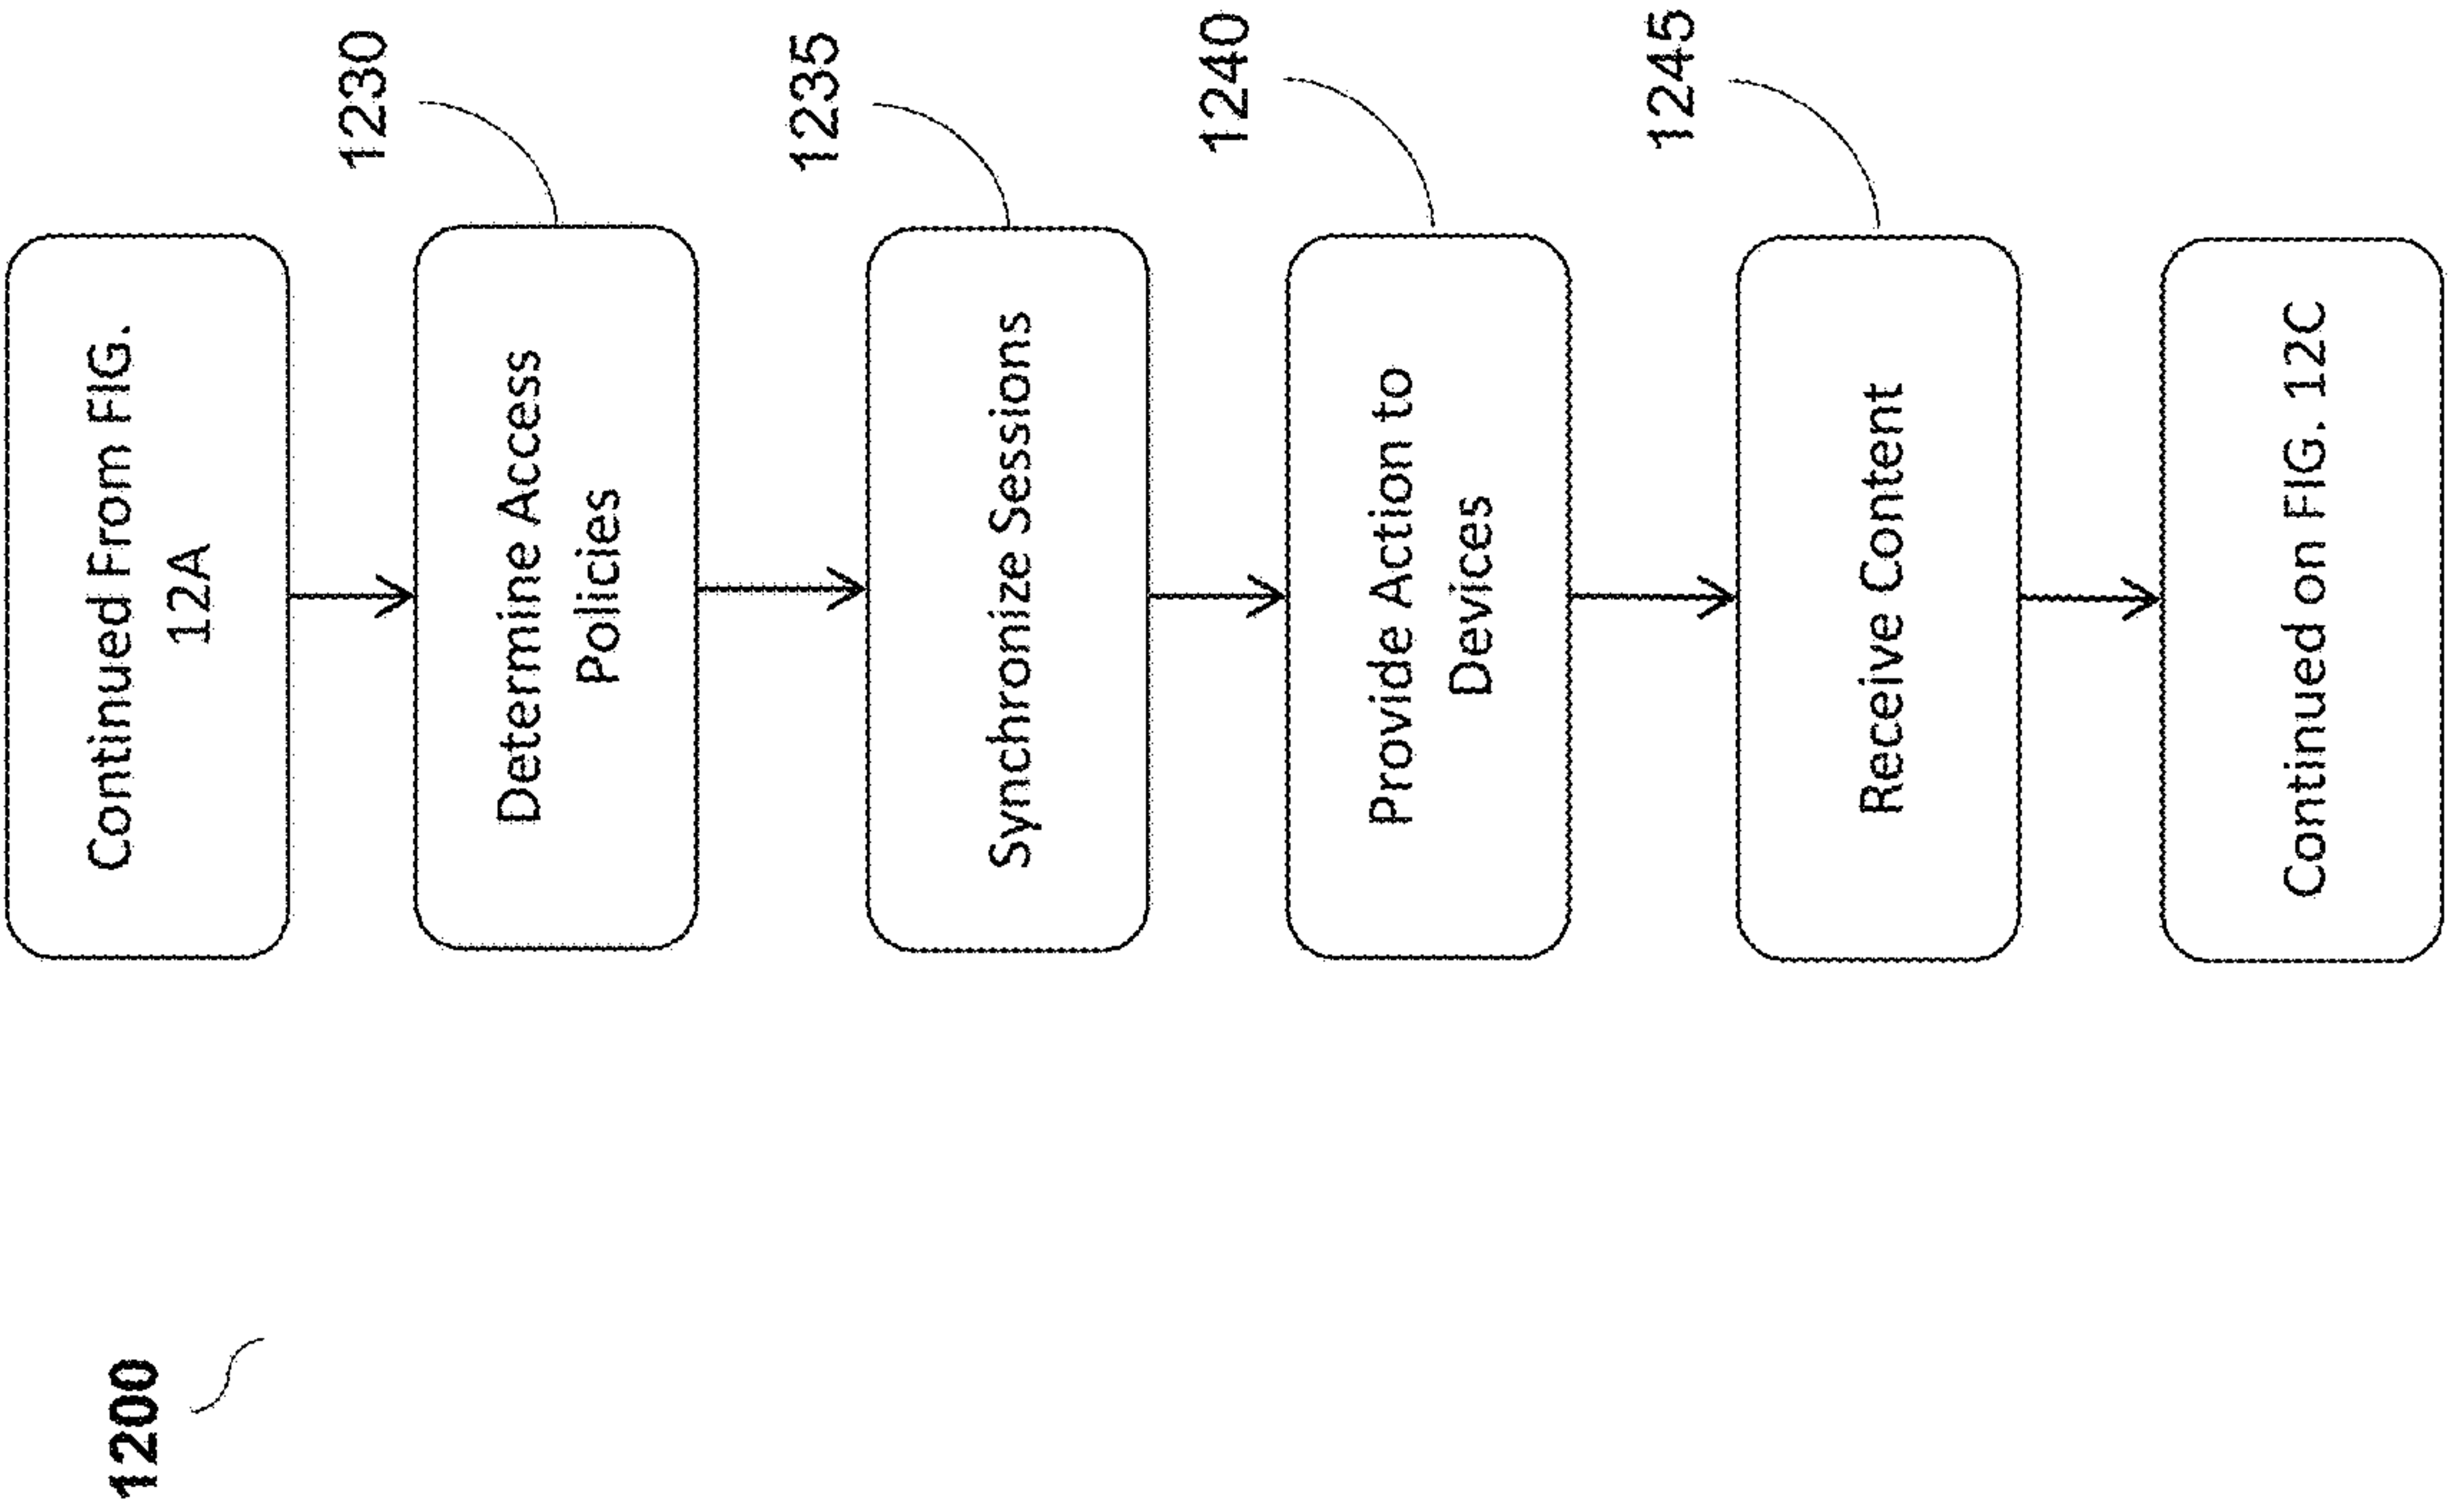 1200
Continued From FIG.
12A
1230
Determine Access
Policies
1235
Synchronize Sessions
1240
Provide Action to
Devices
1245
Receive Content
Continued on FIG. 12C